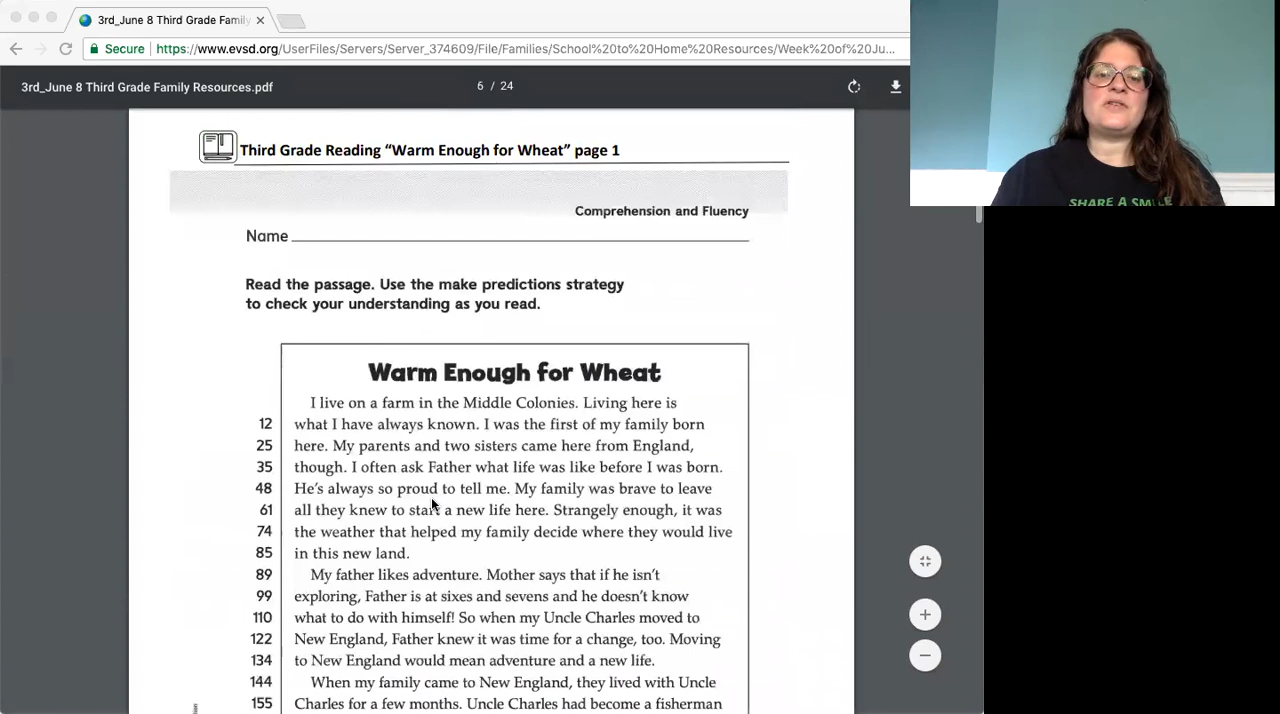 3rd_June 8 Third Grade Family
Secure https://www.evsd.org/UserFiles/Servers/Server_374609/File/Families/School%20to%20Home%20Resources/Week%20of%20Ju...
3rd_June 8 Third Grade Family Resources.pdf
6 / 24
SHARE A SMILE
Third Grade Reading “Warm Enough for Wheat” page 1
Comprehension and Fluency
Name
Read the passage. Use the make predictions strategy
to check your understanding as you read.
Warm Enough for Wheat
I live on a farm in the Middle Colonies. Living here is
12 what I have always known. I was the first of my family born
25 here. My parents and two sisters came here from England,
35 though. I often ask Father what life was like before I was born.
48 He’s always so proud to tell me. My family was brave to leave
61 all they knew to start a new life here. Strangely enough, it was
74 the weather that helped my family decide where they would live
85 in this new land.
89 My father likes adventure. Mother says that if he isn’t
99 exploring, Father is at sixes and sevens and he doesn’t know
110 what to do with himself! So when my Uncle Charles moved to
122 New England, Father knew it was time for a change, too. Moving
134 to New England would mean adventure and a new life.
144 When my family came to New England, they lived with Uncle
155 Charles for a few months. Uncle Charles had become a fisherman